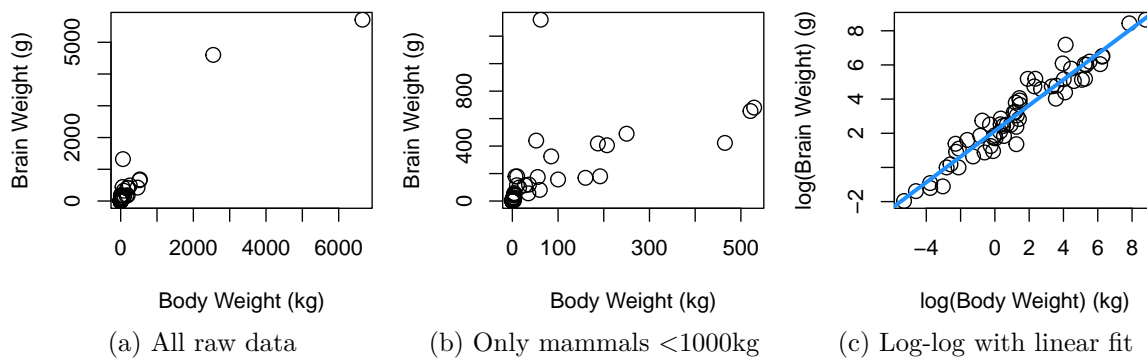 Brain Weight (g)
0
2000
5000
0
2000
4000
6000
Body Weight (kg)
(a) All raw data
Brain Weight (g)
0
400
800
0
100
300
500
Body Weight (kg)
(b) Only mammals <1000kg
log(Brain Weight) (g)
−2
2
4
6
8
−4
0
2
4
6
8
log(Body Weight) (kg)
(c) Log-log with linear fit